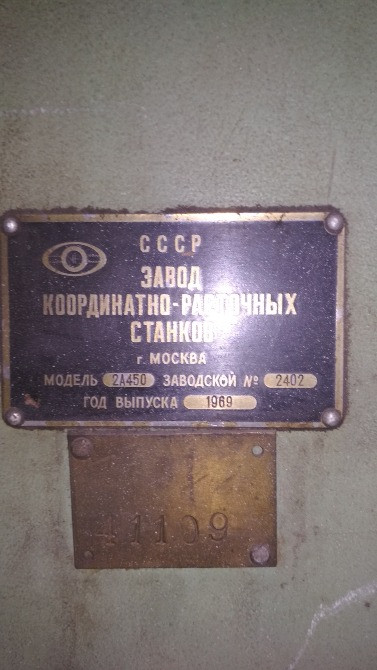 СССР
ЗАВОД
КООРДИНАТНО-РАСТОЧНЫХ
СТАНКОВ
г. МОСКВА
МОДЕЛЬ 2А450 ЗАВОДСКОЙ № 2402
ГОД ВЫПУСКА 1969
1109